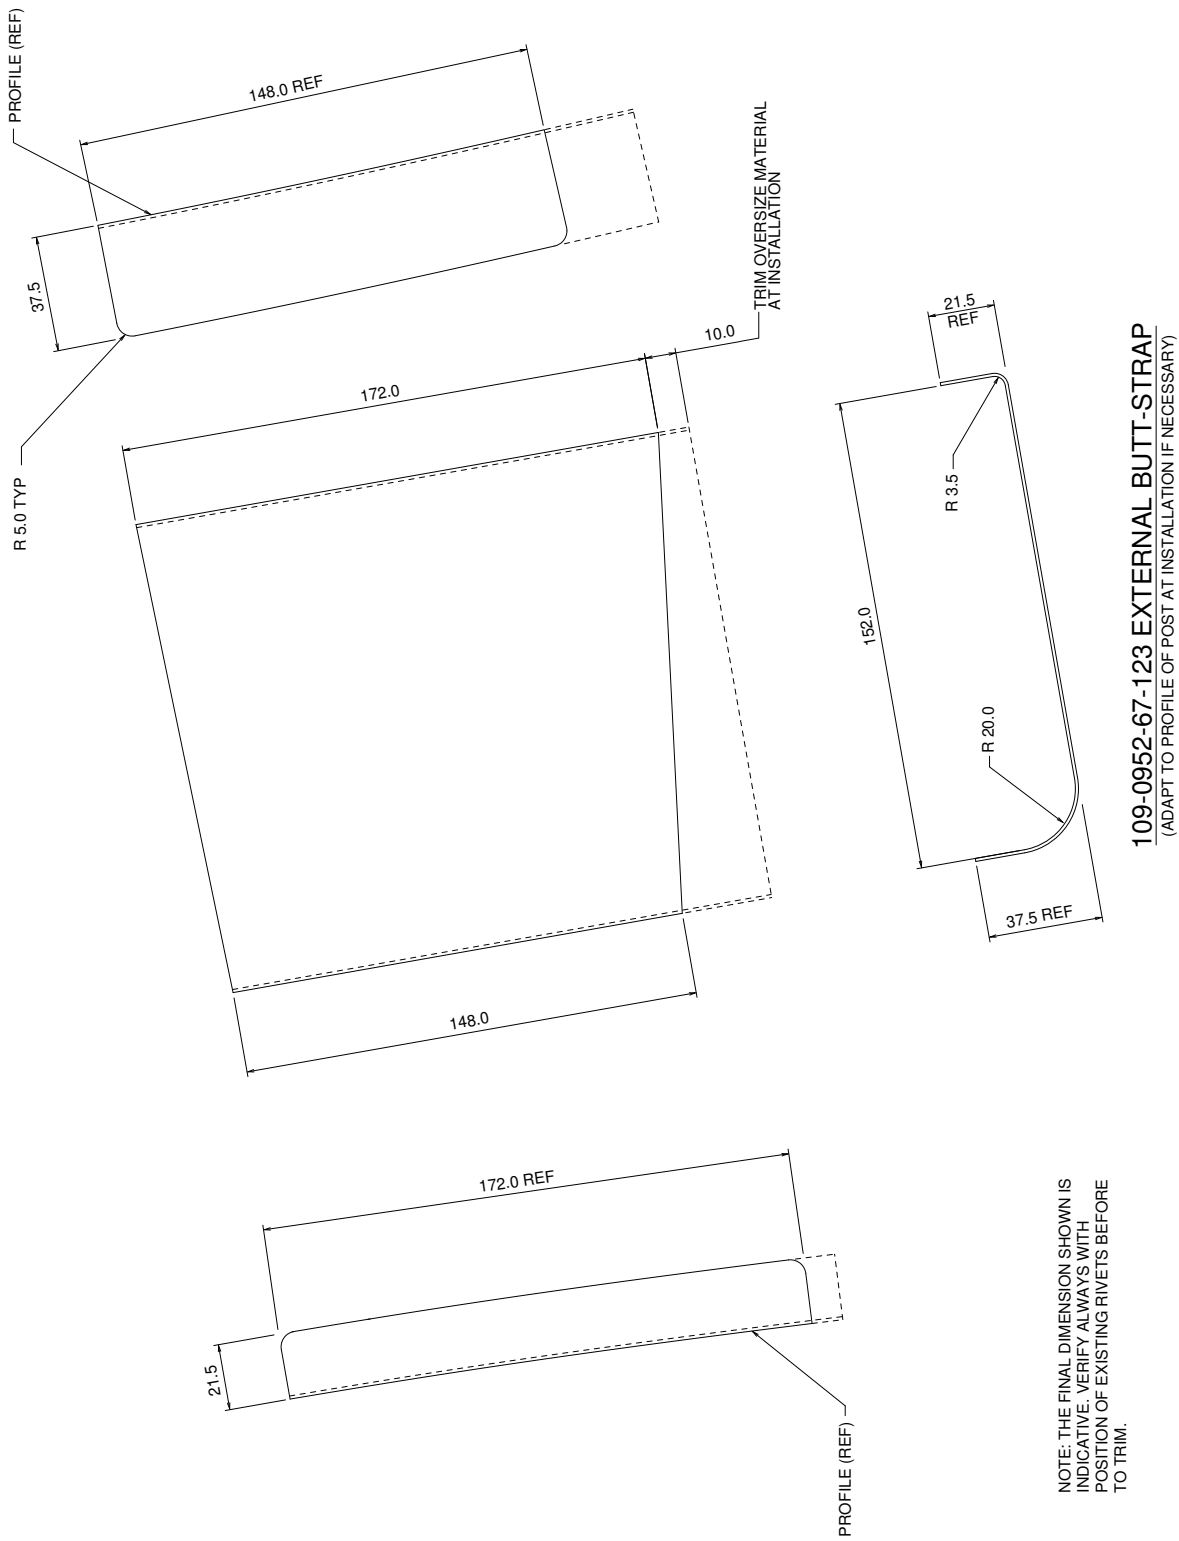 PROFILE (REF)
148.0 REF
37.5
R 5.0 TYP
TRIM OVERSIZE MATERIAL
AT INSTALLATION
10.0
172.0
148.0
21.5
REF
152.0
R 3.5
R 20.0
37.5 REF
172.0 REF
21.5
PROFILE (REF)
109-0952-67-123 EXTERNAL BUTT-STRAP
(ADAPT TO PROFILE OF POST AT INSTALLATION IF NECESSARY)
NOTE: THE FINAL DIMENSION SHOWN IS
INDICATIVE. VERIFY ALWAYS WITH
POSITION OF EXISTING RIVETS BEFORE
TO TRIM.